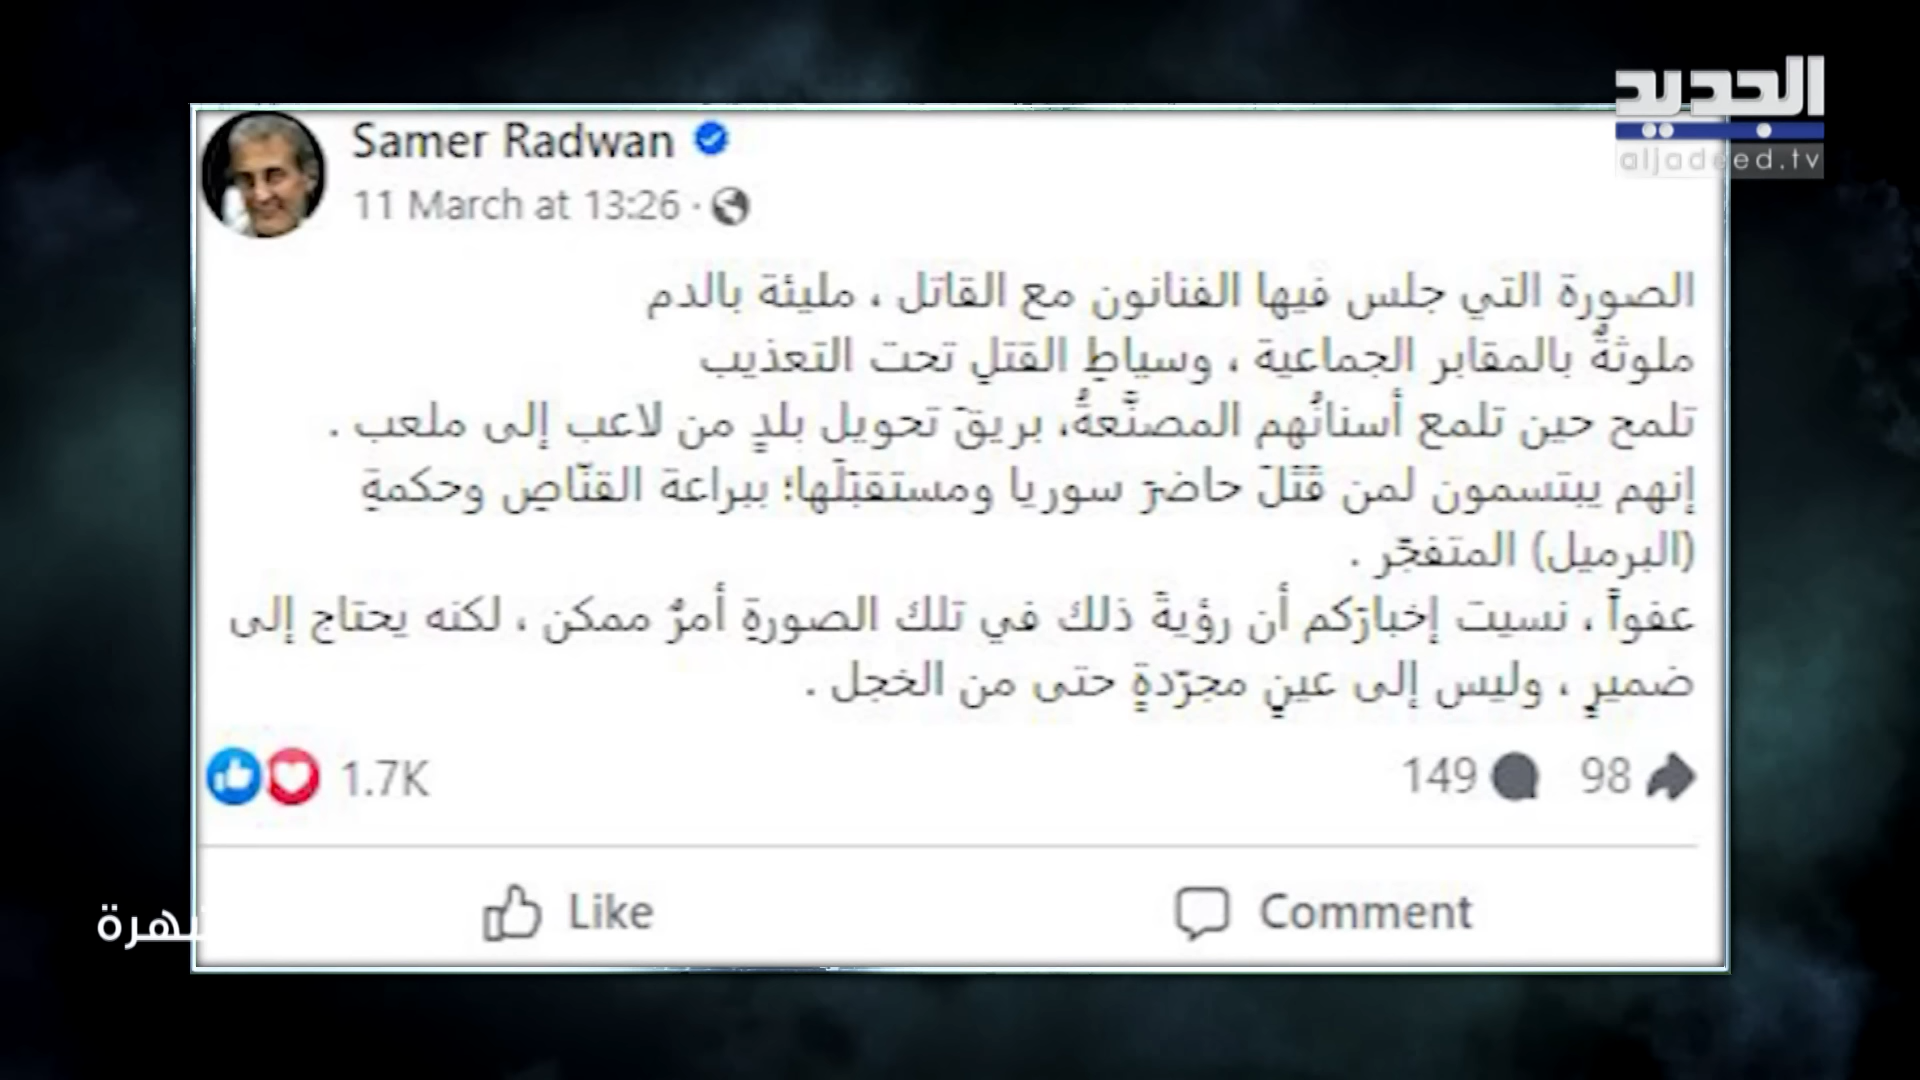 الجديد
aljadeed.tv
Samer Radwan
11 March at 13:26 ·
الصورة التي جلس فيها الفنانون مع القاتل ، مليئة بالدم
ملوثةٌ بالمقابر الجماعية ، وسياطِ القتلِ تحت التعذيب
تلمح حين تلمع أسنانُهم المصنَّعةُ، بريقَ تحويل بلدٍ من لاعب إلى ملعب .
إنهم يبتسمون لمن قَتَلَ حاضرَ سوريا ومستقبَلَها؛ ببراعة القنّاصِ وحكمةِ
(البرميل) المتفجّر .
عفواً ، نسيت إخبارَكم أن رؤيةَ ذلك في تلك الصورةِ أمرٌ ممكن ، لكنه يحتاج إلى
ضميرٍ ، وليس إلى عينٍ مجرّدةٍ حتى من الخجل .
1.7K
149 98
Like
Comment